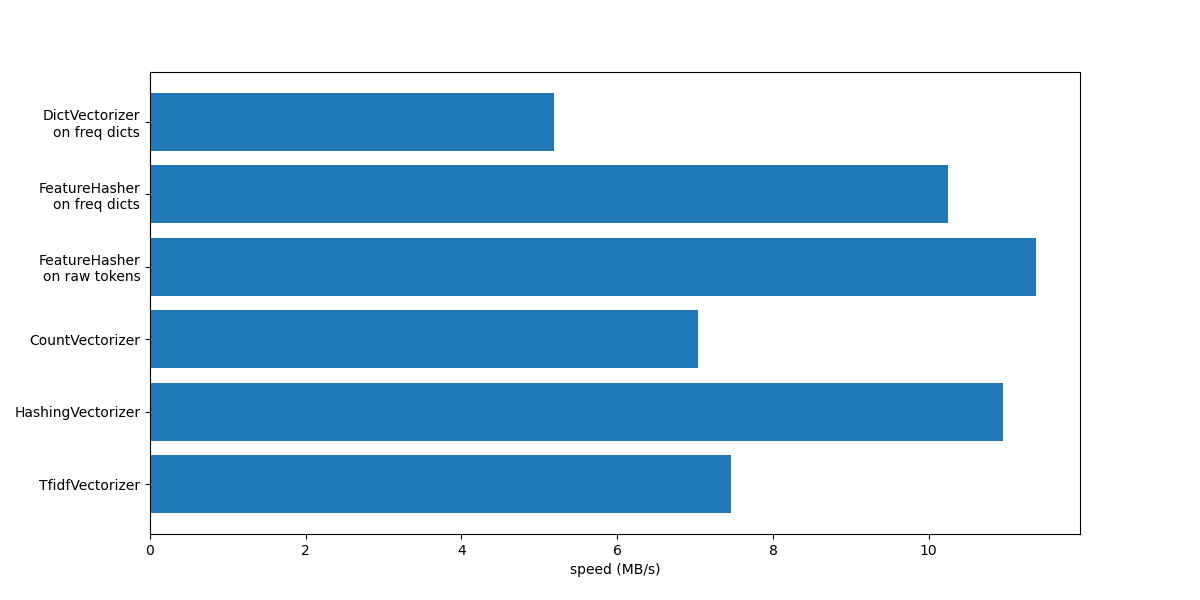 DictVectorizer
on freq dicts
FeatureHasher
on freq dicts
FeatureHasher
on raw tokens
CountVectorizer
HashingVectorizer
TfidfVectorizer
0 2 4 6 8 10
speed (MB/s)